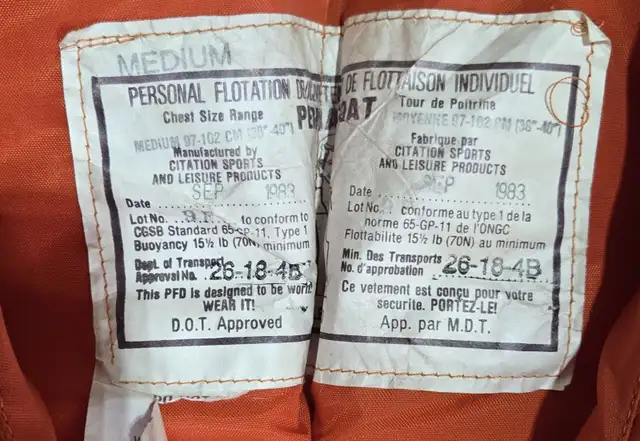 MEDIUM
PERSONAL FLOTATION
Chest Size Range
MEDIUM 97-102 CM (38"-40")
Manufactured by
CITATION SPORTS
AND LEISURE PRODUCTS
SEP 1983
Date
Lot No. to conform to
CGSB Standard 65-GP-11, Type 1
Buoyancy 15½ lb (70N) minimum
Dept. of Transport
Approval No. 26-18-4B
This PFD is designed to be worn
WEAR IT!
D.O.T. Approved
DE FLOTTAISON INDIVIDUEL
Tour de Poitrine
MOYENNE 97-102 CM (38"-40")
Fabrique par
CITATION SPORTS
AND LEISURE PRODUCTS
SEP 1983
Date
Lot No. conforme au type 1 de la
norme 65-GP-11 de l'ONGC
Flottabilite 15½ lb (70N) au minimum
Min. Des Transports
No. d'approbation 26-18-4B
Ce vetement est conçu pour votre
securite. PORTEZ-LE!
App. par M.D.T.